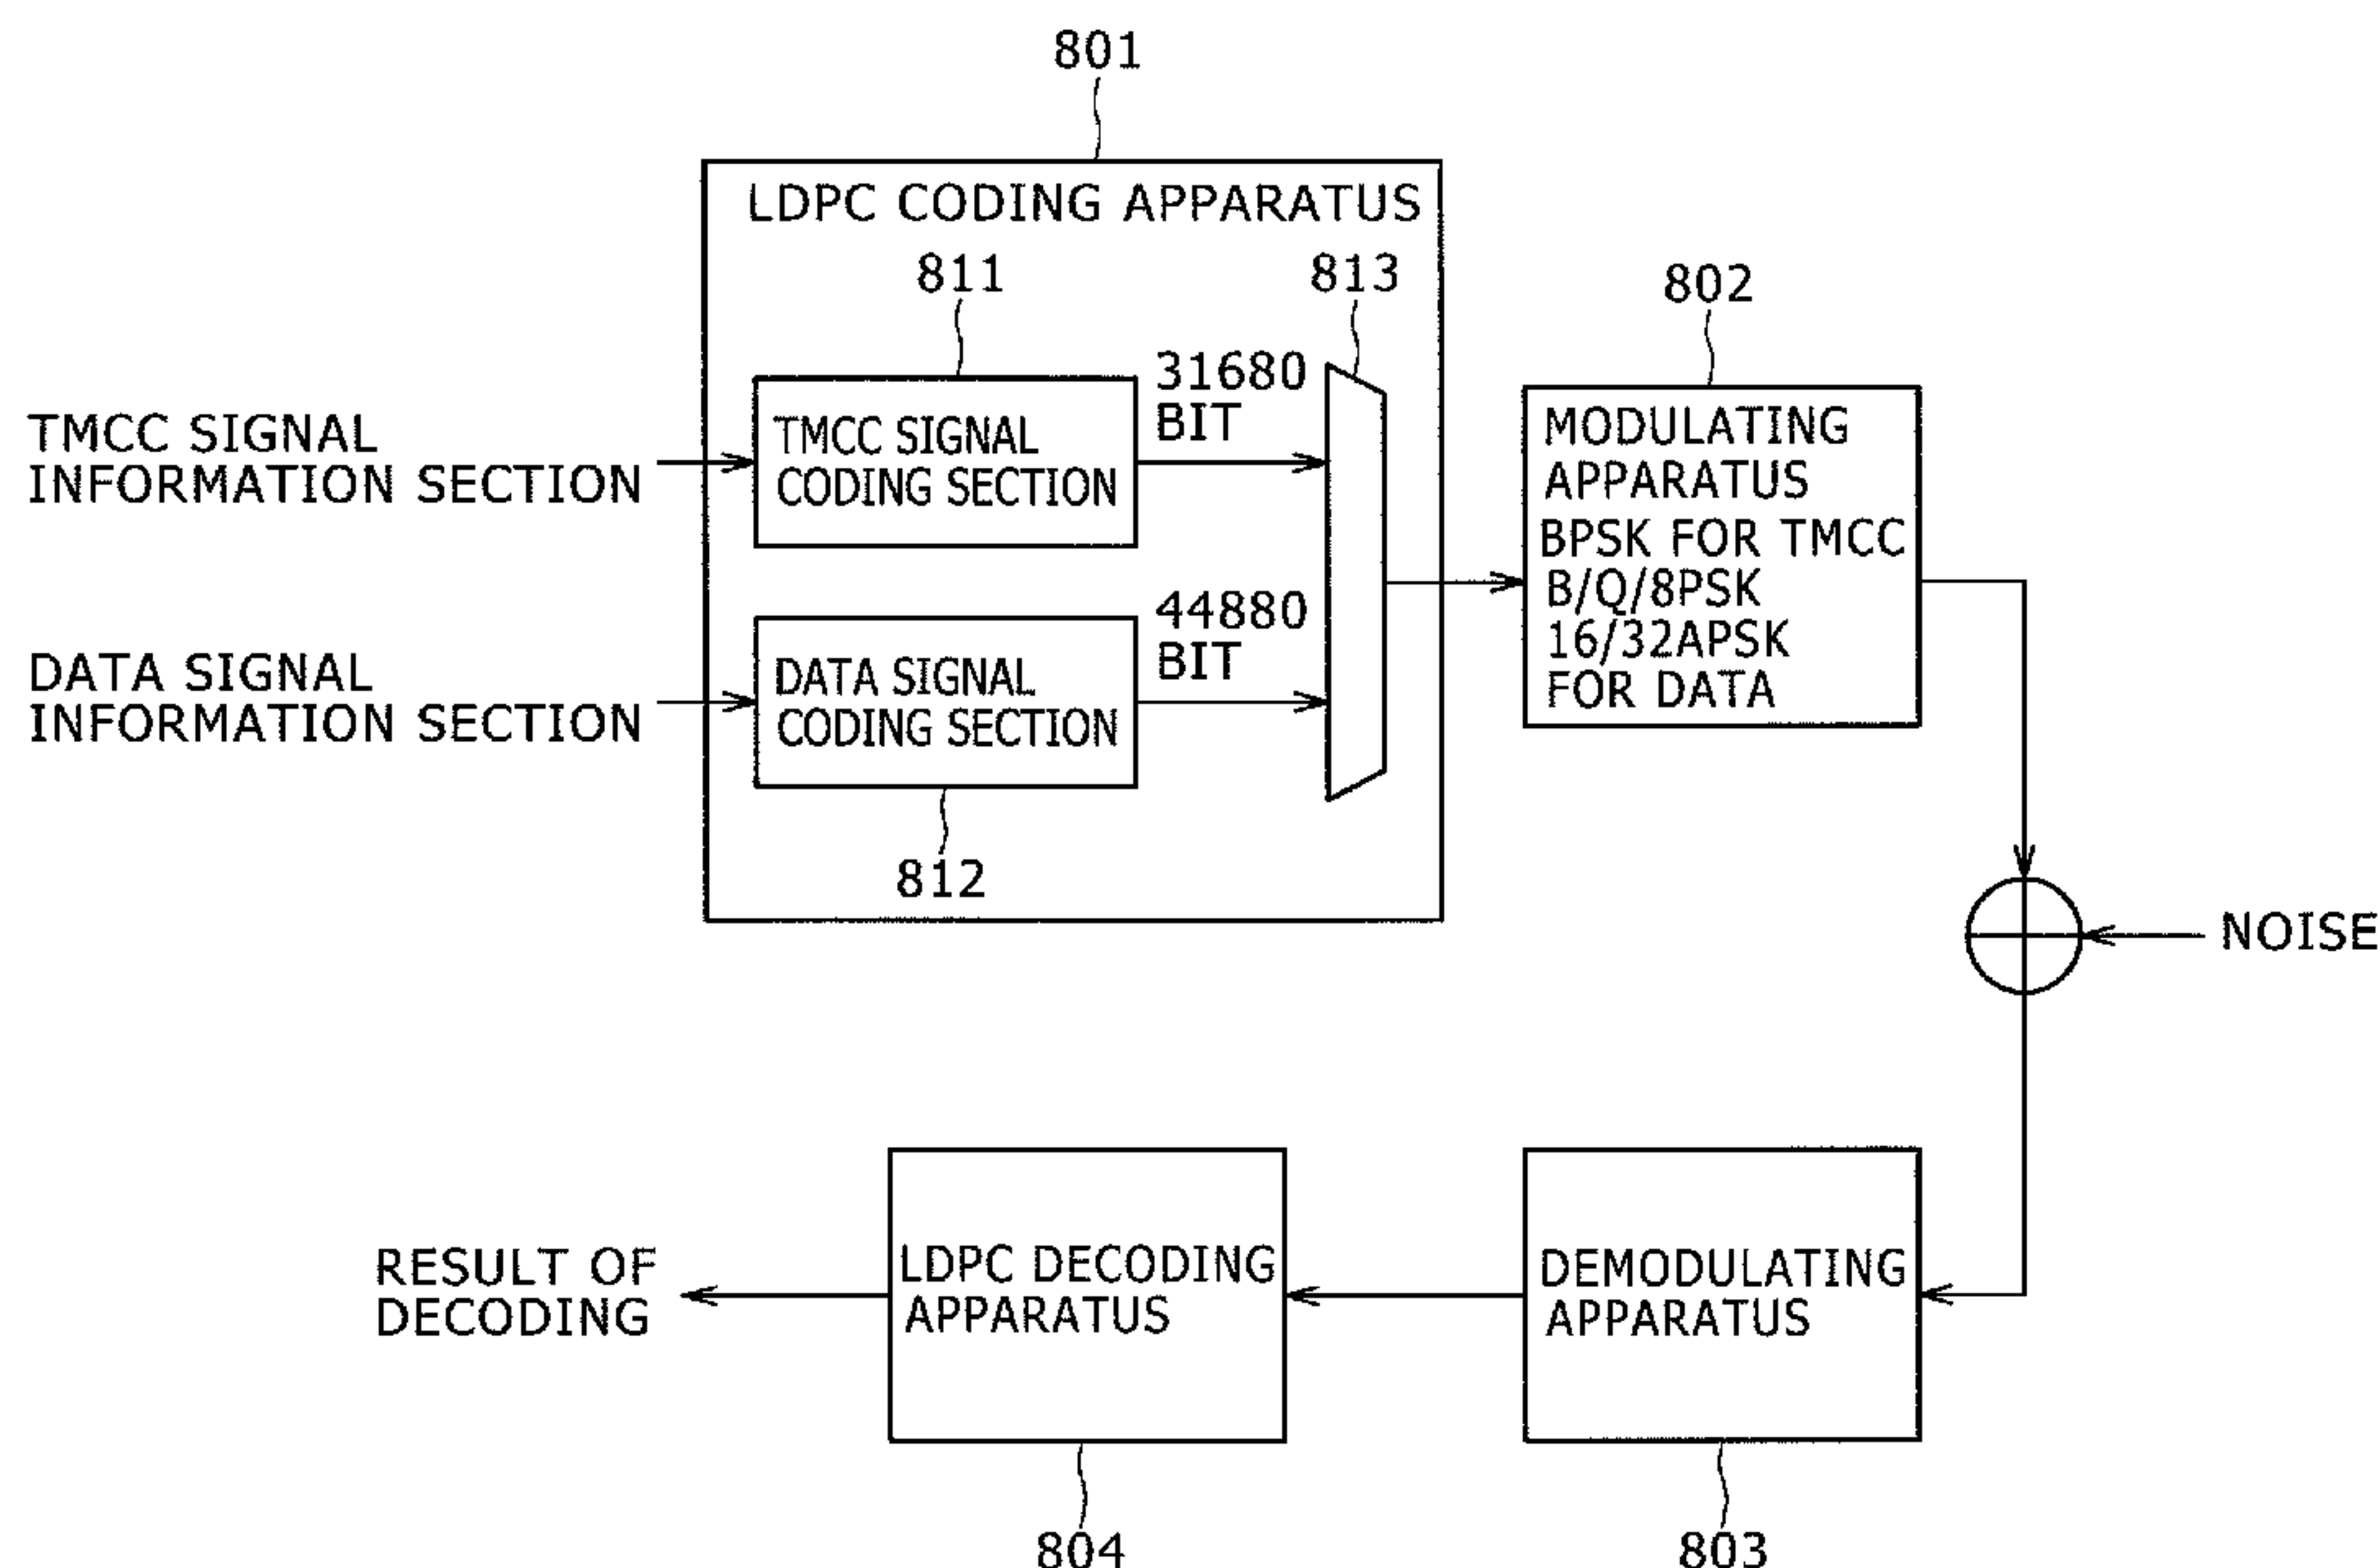 801
LDPC CODING APPARATUS
811
813
802
TMCC SIGNAL
INFORMATION SECTION
TMCC SIGNAL
CODING SECTION
31680
BIT
MODULATING
APPARATUS
BPSK FOR TMCC
B/Q/8PSK
16/32APSK
FOR DATA
DATA SIGNAL
INFORMATION SECTION
DATA SIGNAL
CODING SECTION
44880
BIT
812
NOISE
RESULT OF
DECODING
LDPC DECODING
APPARATUS
DEMODULATING
APPARATUS
804
803